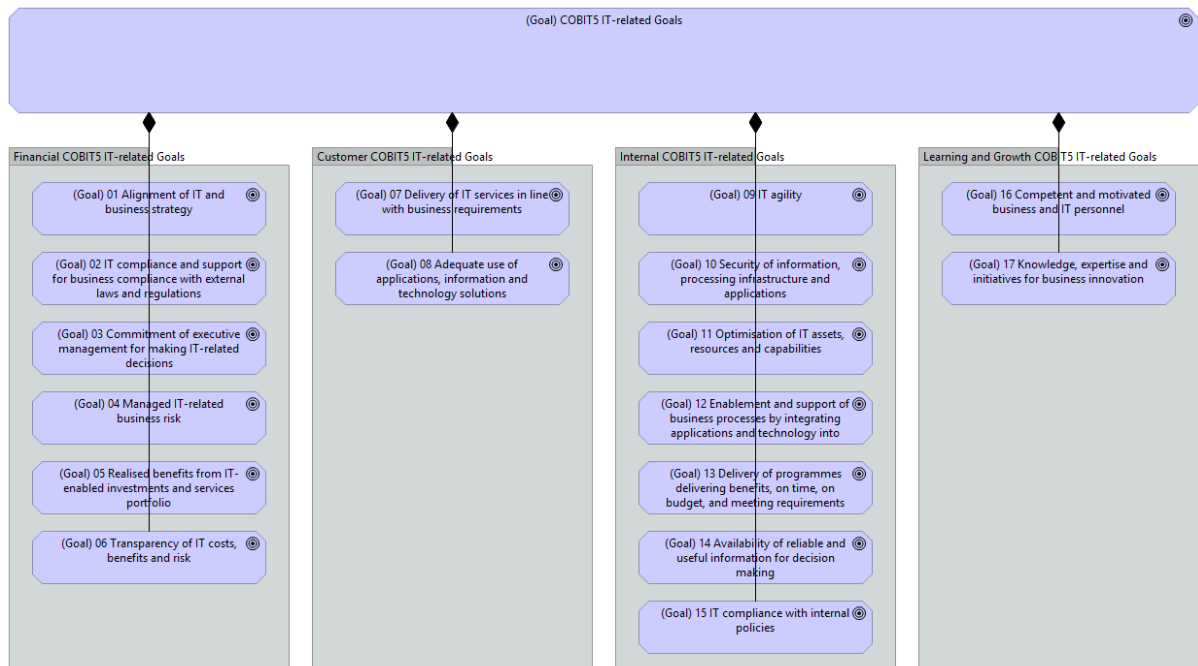 (Goal) COBIT5 IT-related Goals
Financial COBIT5 IT-related Goals
(Goal) 01 Alignment of IT and
business strategy
(Goal) 02 IT compliance and support
for business compliance with external
laws and regulations
(Goal) 03 Commitment of executive
management for making IT-related
decisions
(Goal) 04 Managed IT-related
business risk
(Goal) 05 Realised benefits from IT-
enabled investments and services
portfolio
(Goal) 06 Transparency of IT costs,
benefits and risk
Customer COBIT5 IT-related Goals
(Goal) 07 Delivery of IT services in line
with business requirements
(Goal) 08 Adequate use of
applications, information and
technology solutions
Internal COBIT5 IT-related Goals
(Goal) 09 IT agility
(Goal) 10 Security of information,
processing infrastructure and
applications
(Goal) 11 Optimisation of IT assets,
resources and capabilities
(Goal) 12 Enablement and support of
business processes by integrating
applications and technology into
(Goal) 13 Delivery of programmes
delivering benefits, on time, on
budget, and meeting requirements
(Goal) 14 Availability of reliable and
useful information for decision
making
(Goal) 15 IT compliance with internal
policies
Learning and Growth COBIT5 IT-related Goals
(Goal) 16 Competent and motivated
business and IT personnel
(Goal) 17 Knowledge, expertise and
initiatives for business innovation